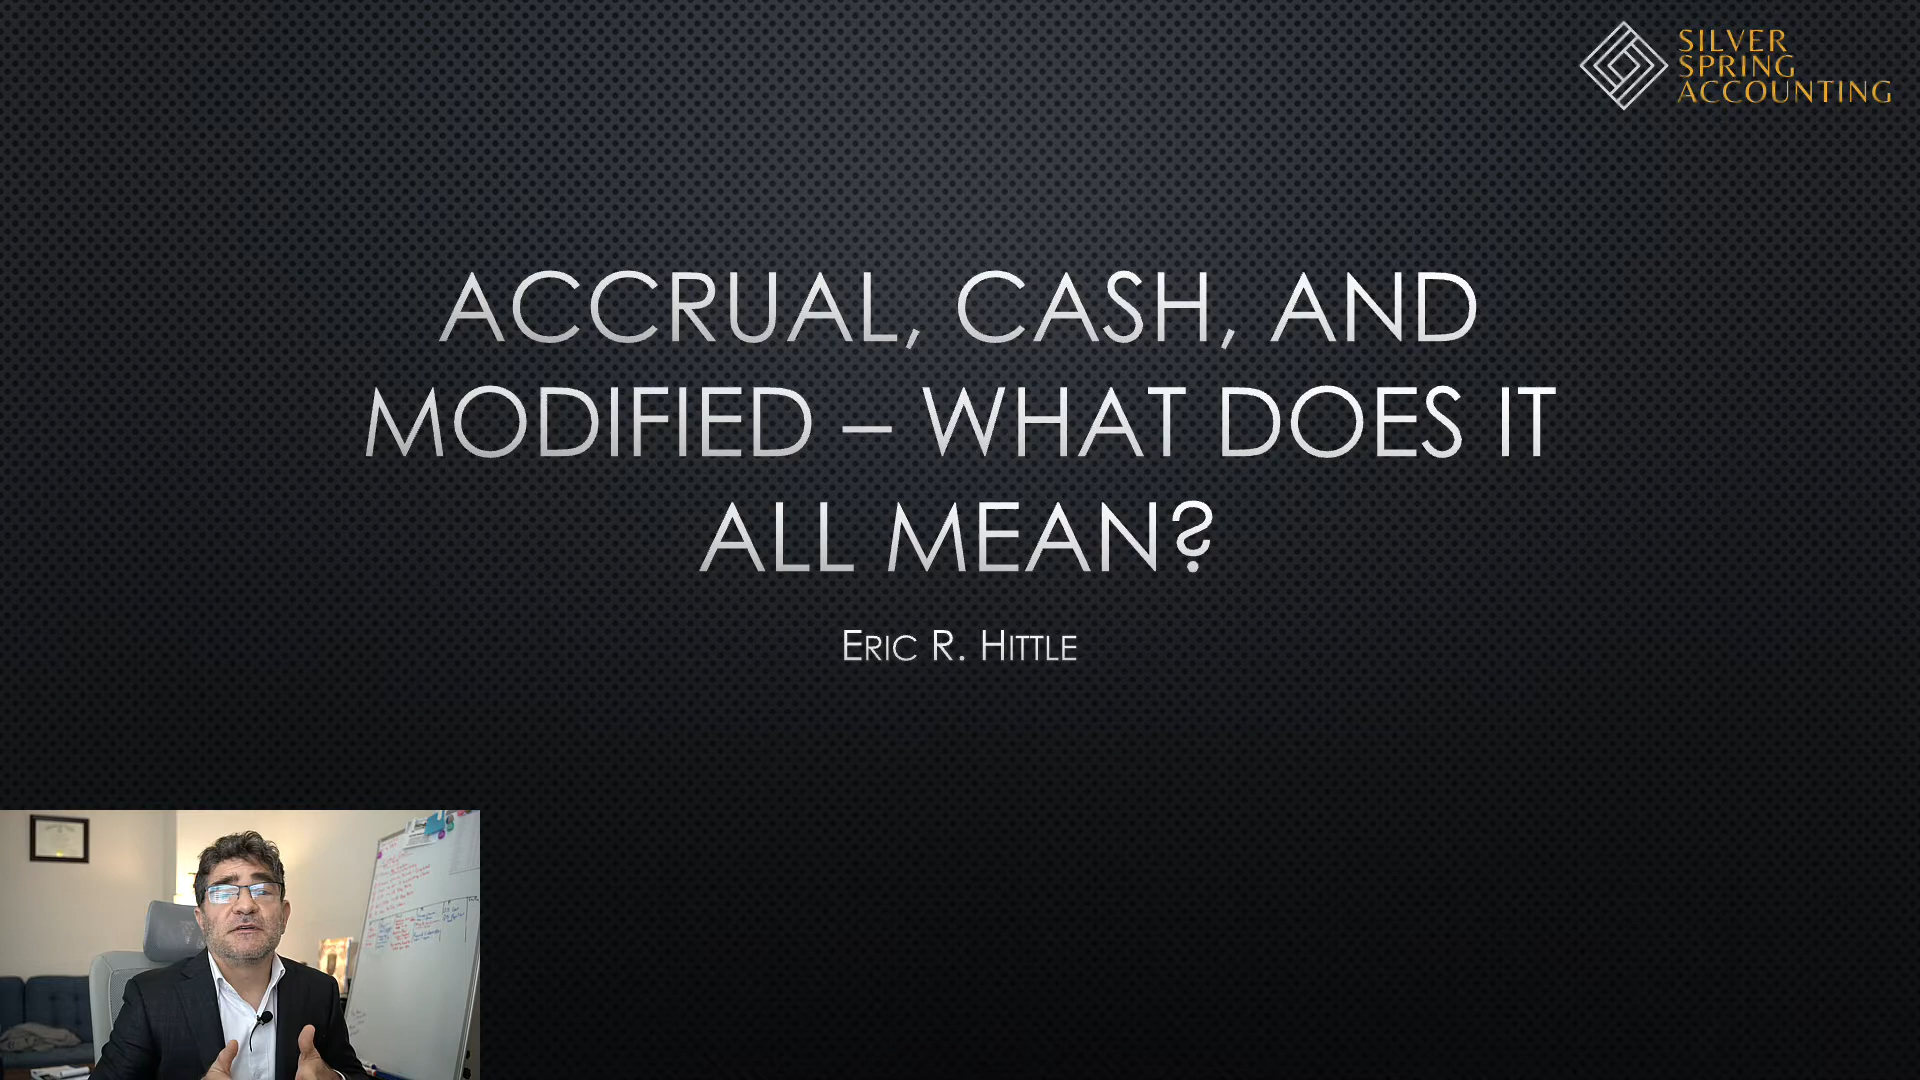 SILVER
SPRING
ACCOUNTING
ACCRUAL, CASH, AND
MODIFIED – WHAT DOES IT
ALL MEAN?
ERIC R. HITTLE